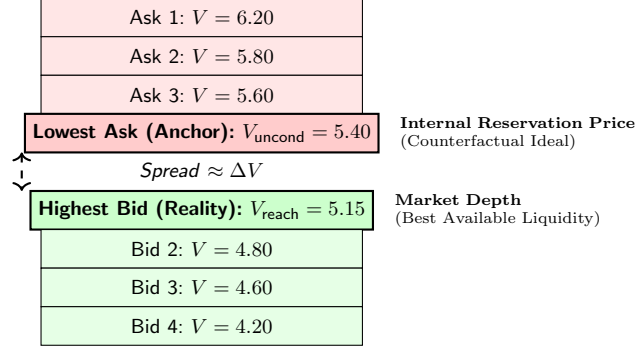 Ask 1: V = 6.20
Ask 2: V = 5.80
Ask 3: V = 5.60
Lowest Ask (Anchor): V_uncond = 5.40
Internal Reservation Price
(Counterfactual Ideal)
Spread ≈ ΔV
Highest Bid (Reality): V_reach = 5.15
Market Depth
(Best Available Liquidity)
Bid 2: V = 4.80
Bid 3: V = 4.60
Bid 4: V = 4.20